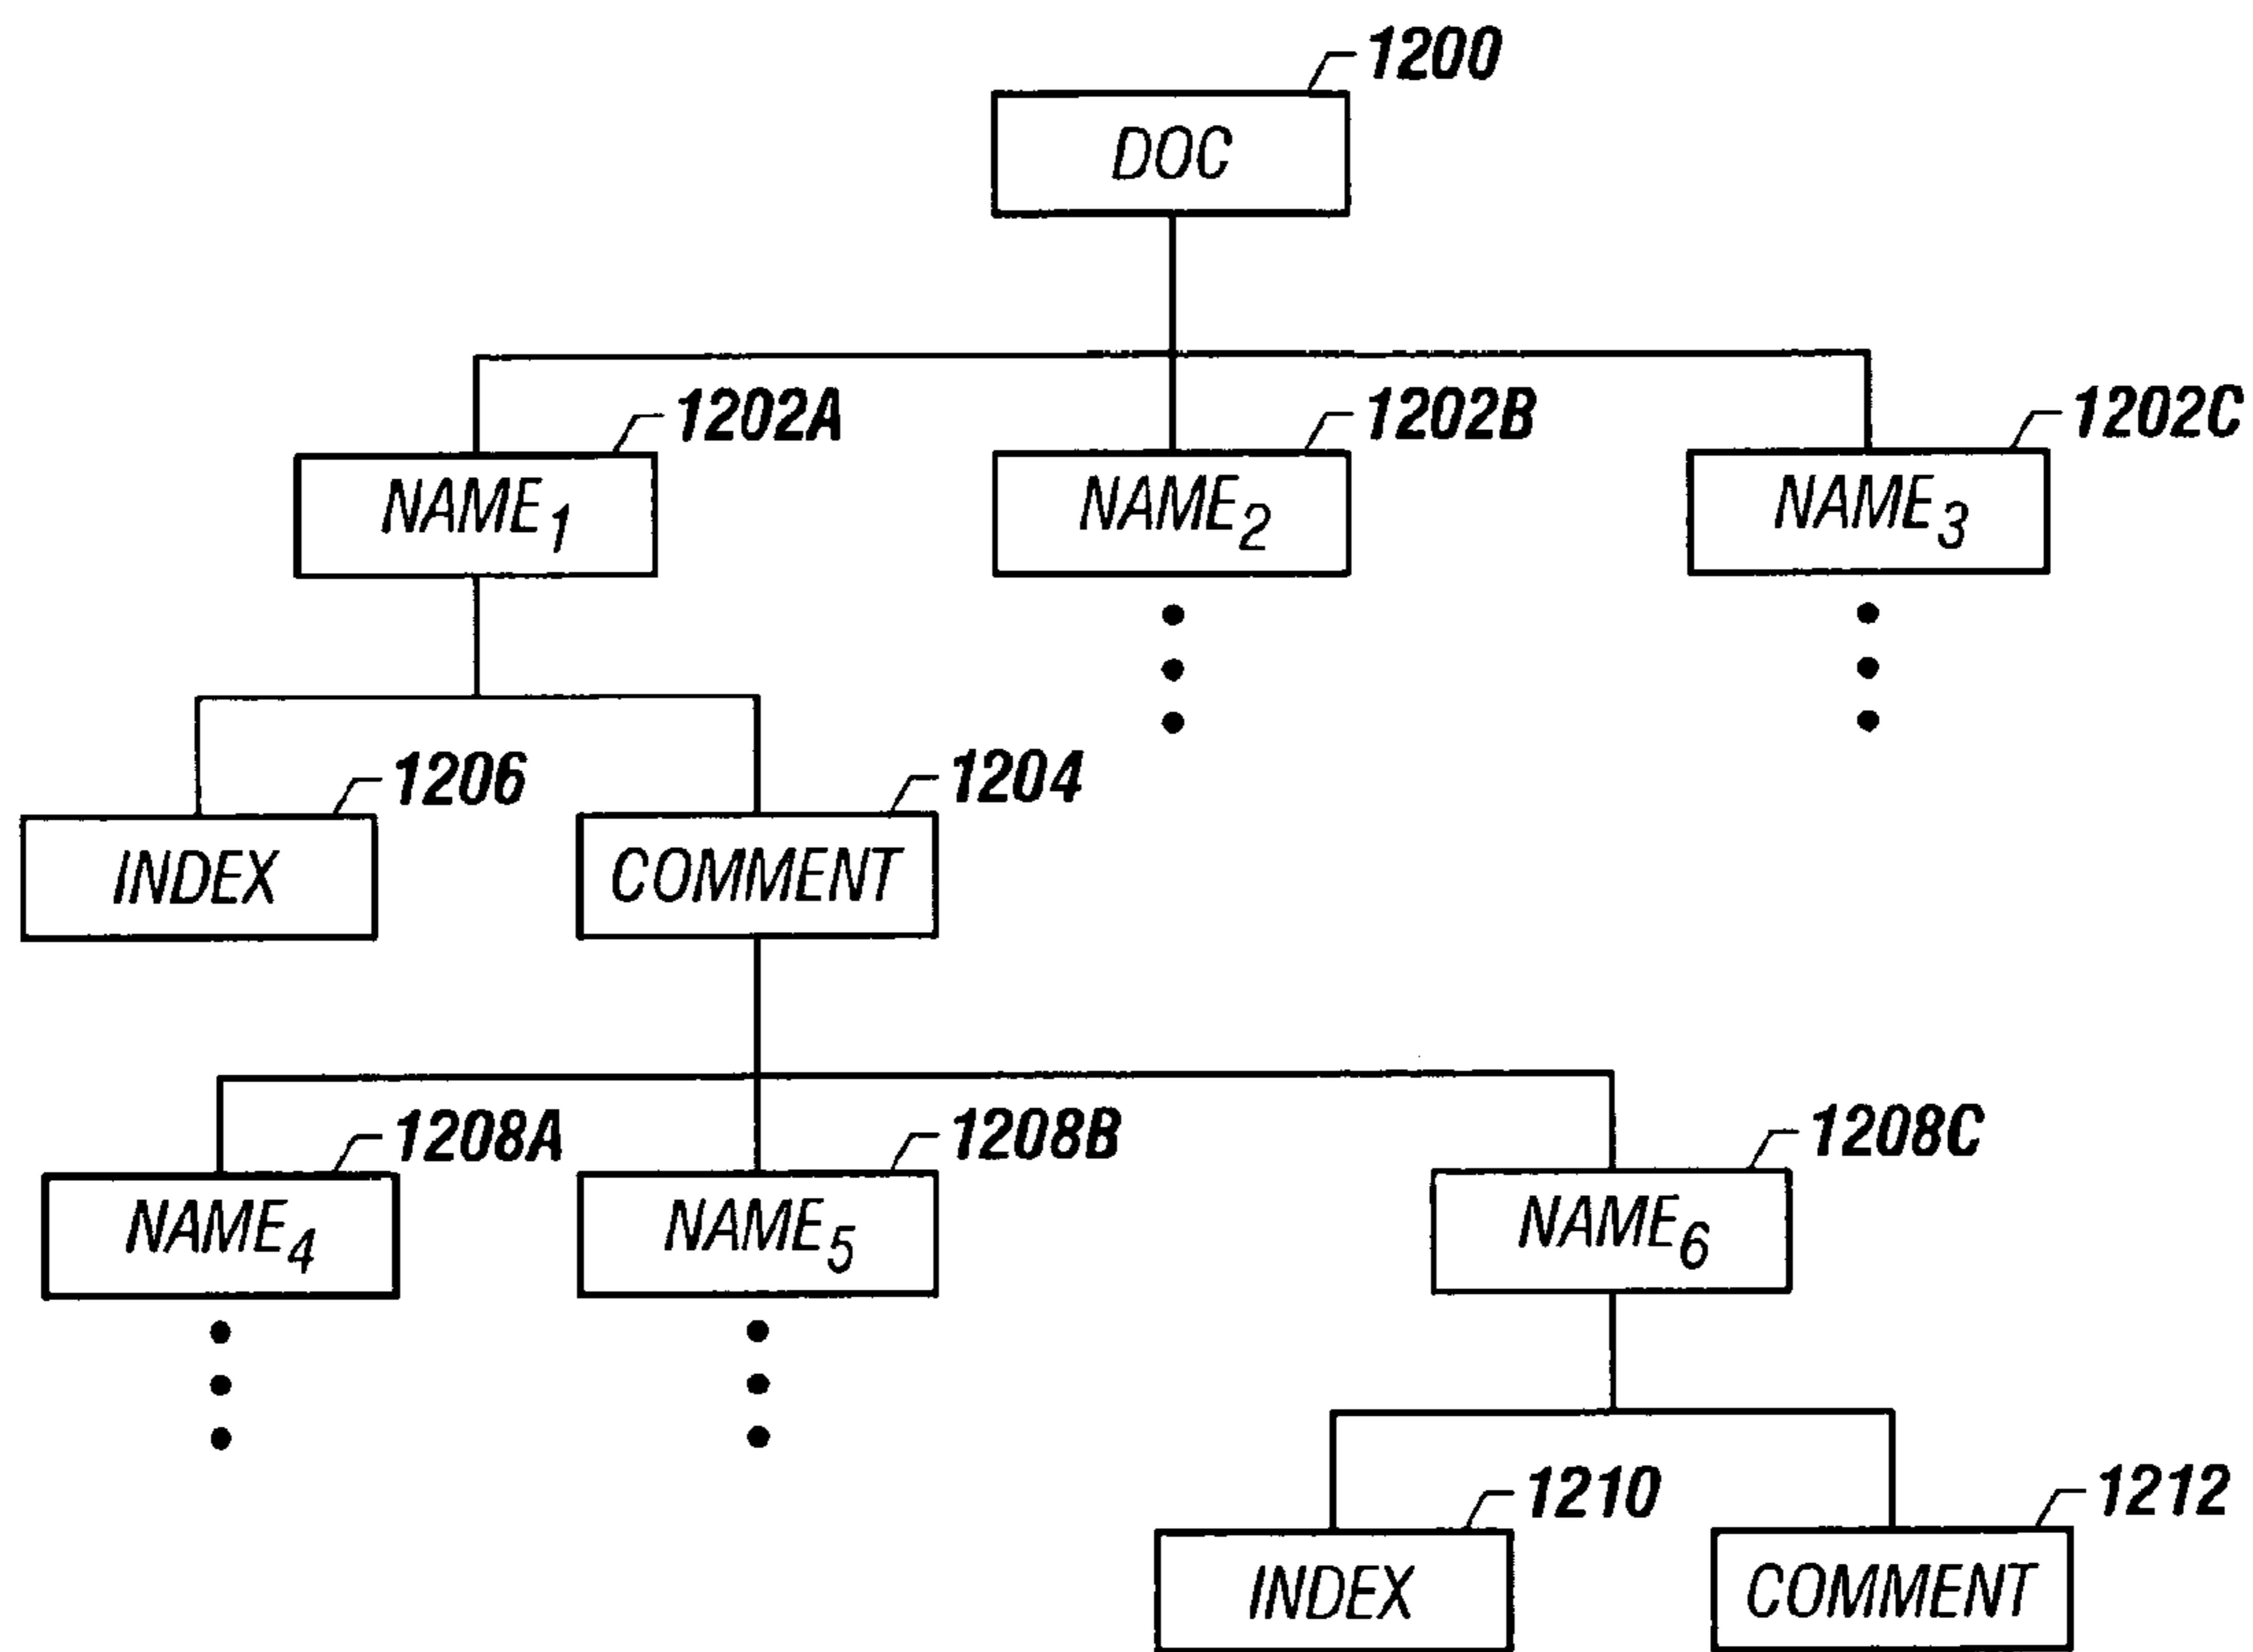 1200
DOC
1202A
1202B
1202C
NAME1
NAME2
NAME3
1206
1204
INDEX
COMMENT
1208A
1208B
1208C
NAME4
NAME5
NAME6
1210
1212
INDEX
COMMENT